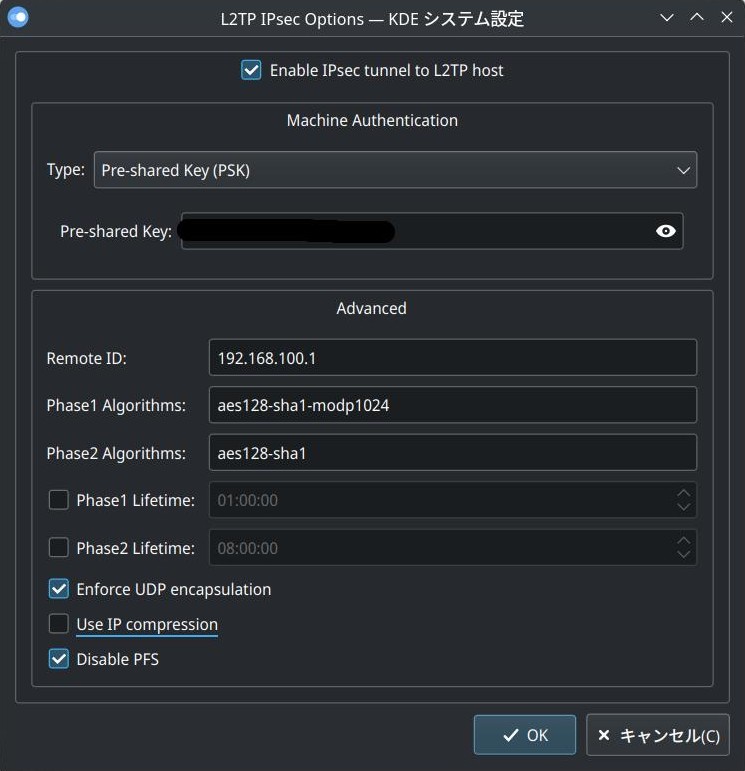 L2TP IPsec Options — KDE システム設定
Enable IPsec tunnel to L2TP host
Machine Authentication
Type: Pre-shared Key (PSK)
Pre-shared Key:
Advanced
Remote ID: 192.168.100.1
Phase1 Algorithms: aes128-sha1-modp1024
Phase2 Algorithms: aes128-sha1
Phase1 Lifetime: 01:00:00
Phase2 Lifetime: 08:00:00
Enforce UDP encapsulation
Use IP compression
Disable PFS
OK キャンセル(C)